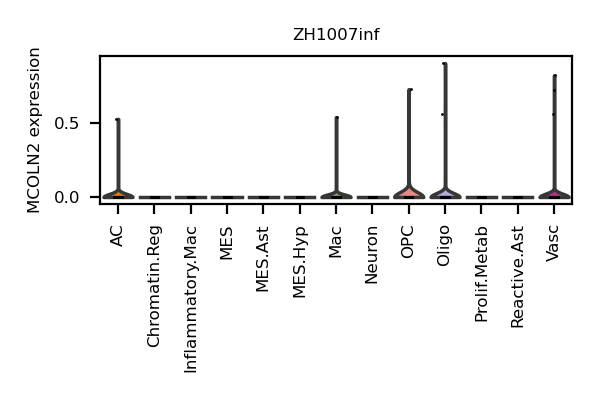 ZH1007inf
MCOLN2 expression
0.5
0.0
AC
Chromatin.Reg
Inflammatory.Mac
MES
MES.Ast
MES.Hyp
Mac
Neuron
OPC
Oligo
Prolif.Metab
Reactive.Ast
Vasc